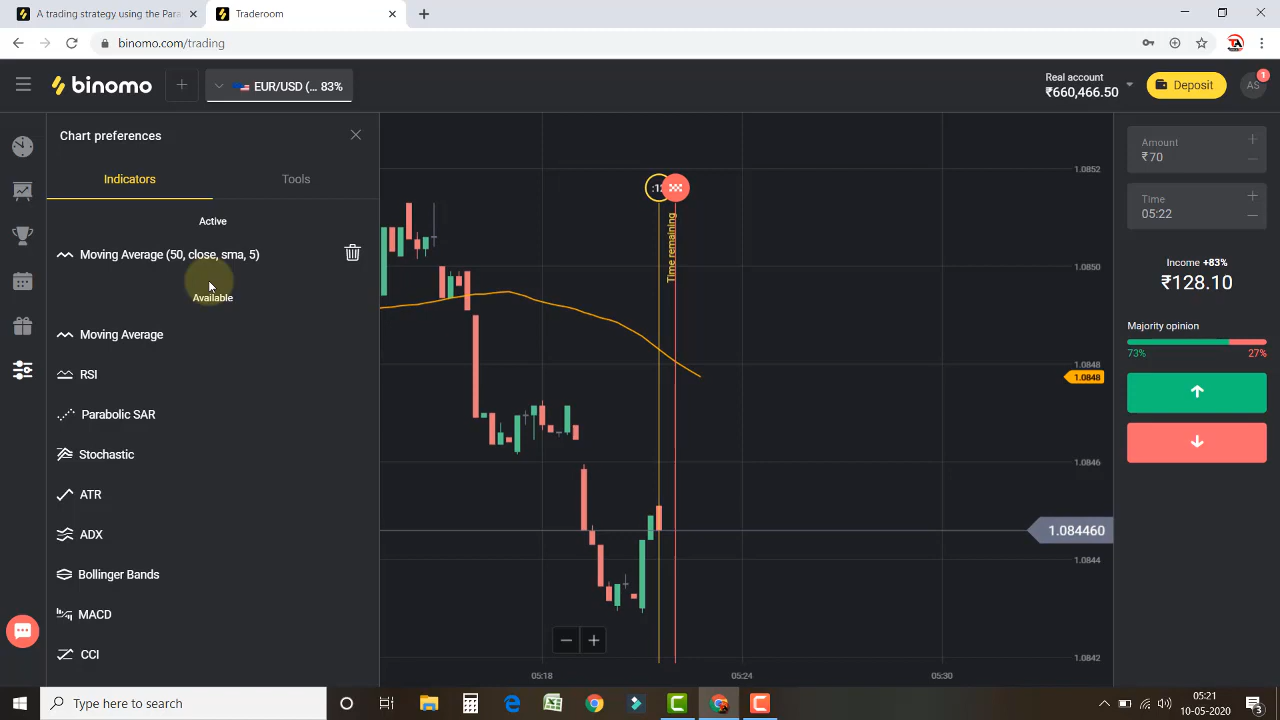 A trading strategy using the Para
Traderoom
binomo.com/trading
binomo
EUR/USD (... 83%
Real account
₹660,466.50
Deposit
AS
1
Chart preferences
Indicators
Tools
Active
Moving Average (50, close, sma, 5)
Available
Moving Average
RSI
Parabolic SAR
Stochastic
ATR
ADX
Bollinger Bands
MACD
CCI
Time remaining
1.0852
1.0850
1.0848
1.0848
1.0846
1.084460
1.0844
1.0842
05:18
05:24
05:30
Amount
₹70
Time
05:22
Income +83%
₹128.10
Majority opinion
73%
27%
Type here to search
05:21
10-05-2020
3